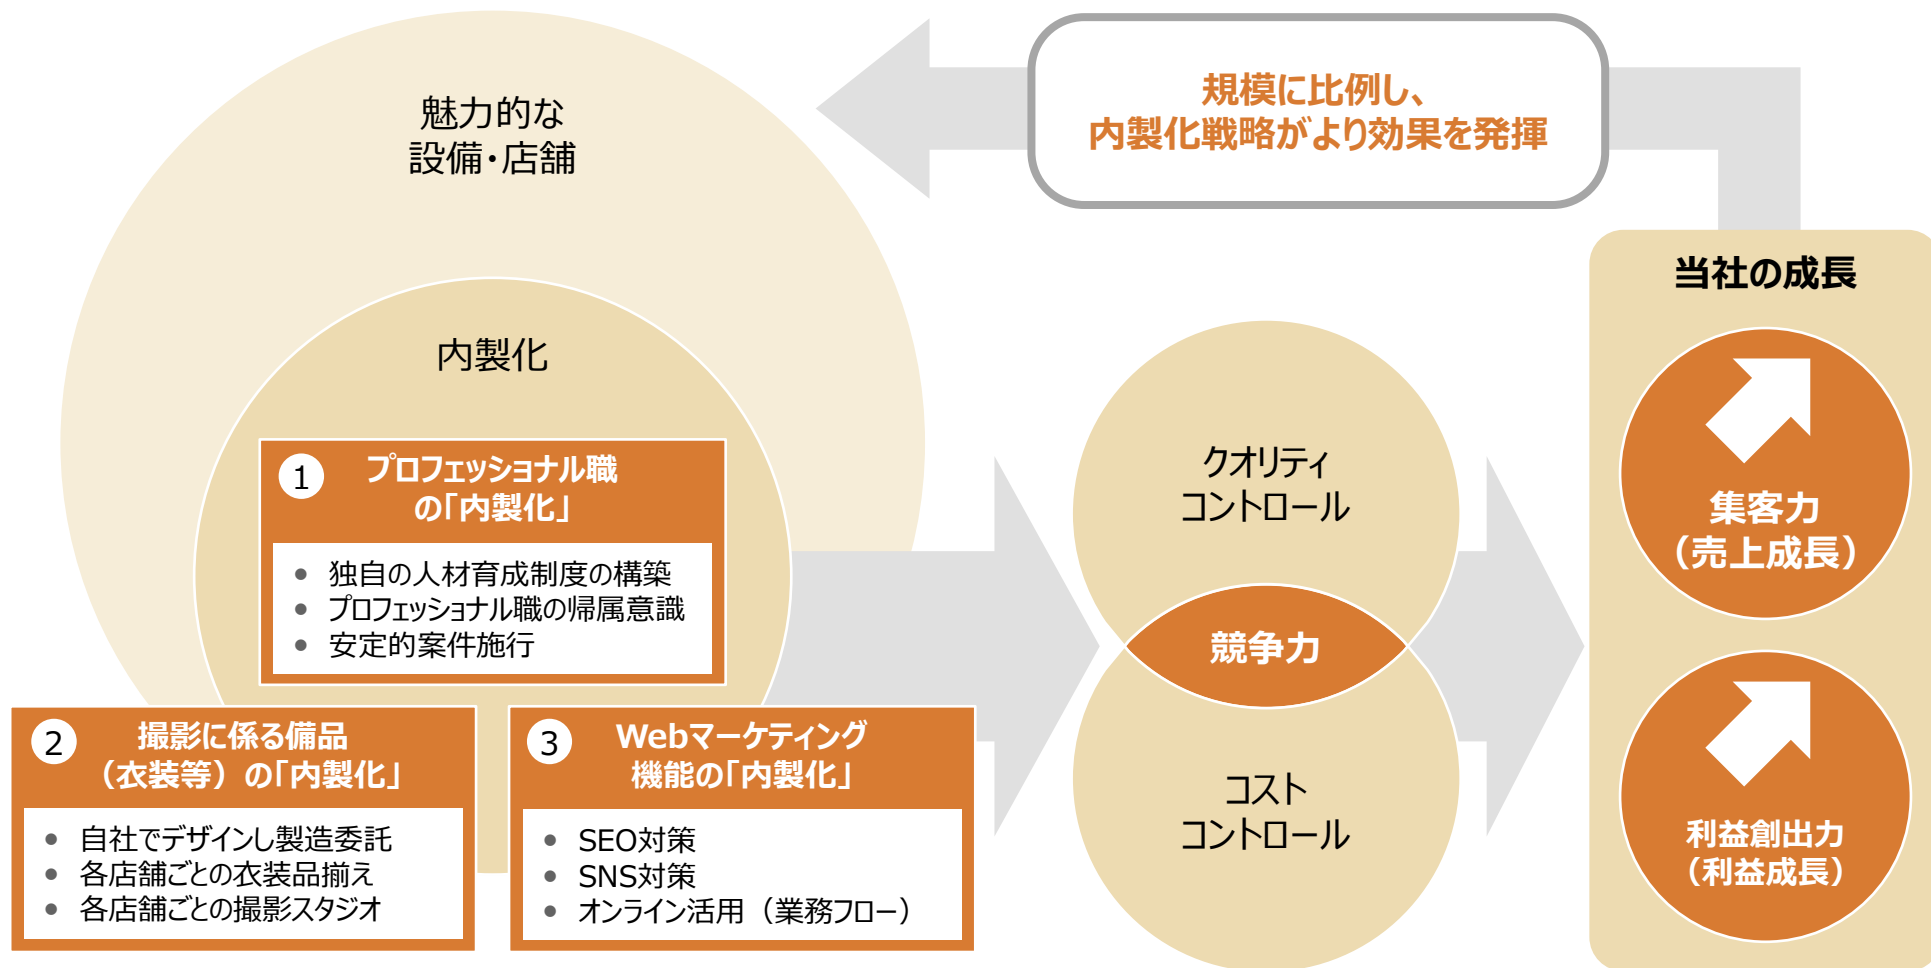 魅力的な
設備・店舗
内製化
1
プロフェッショナル職
の「内製化」
• 独自の人材育成制度の構築
• プロフェッショナル職の帰属意識
• 安定的案件施行
2
撮影に係る備品
（衣装等）の「内製化」
• 自社でデザインし製造委託
• 各店舗ごとの衣装品揃え
• 各店舗ごとの撮影スタジオ
3
Webマーケティング
機能の「内製化」
• SEO対策
• SNS対策
• オンライン活用（業務フロー）
クオリティ
コントロール
競争力
コスト
コントロール
規模に比例し、
内製化戦略がより効果を発揮
当社の成長
集客力
（売上成長）
利益創出力
（利益成長）